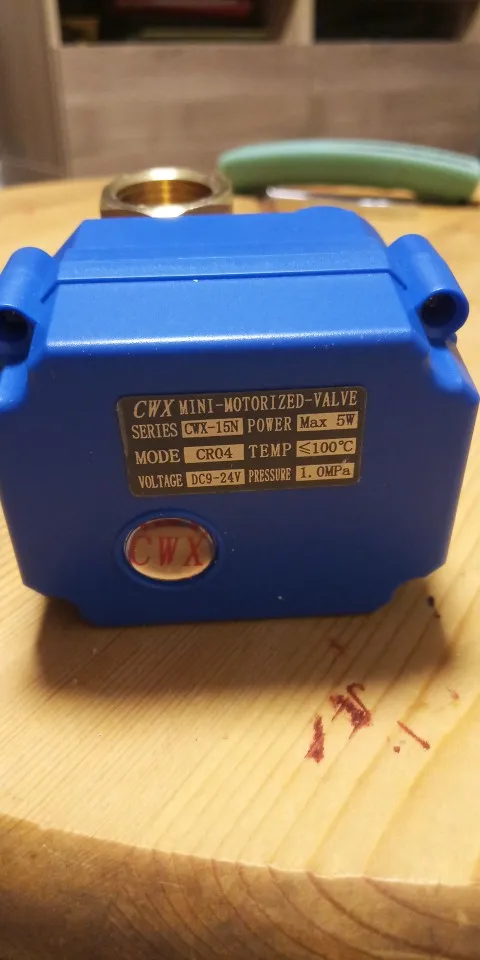 CWX MINI-MOTORIZED-VALVE
SERIES CWX-15N POWER Max 5W
MODE CR04 TEMP ≤100℃
VOLTAGE DC9-24V PRESSURE 1.0MPa
CWX